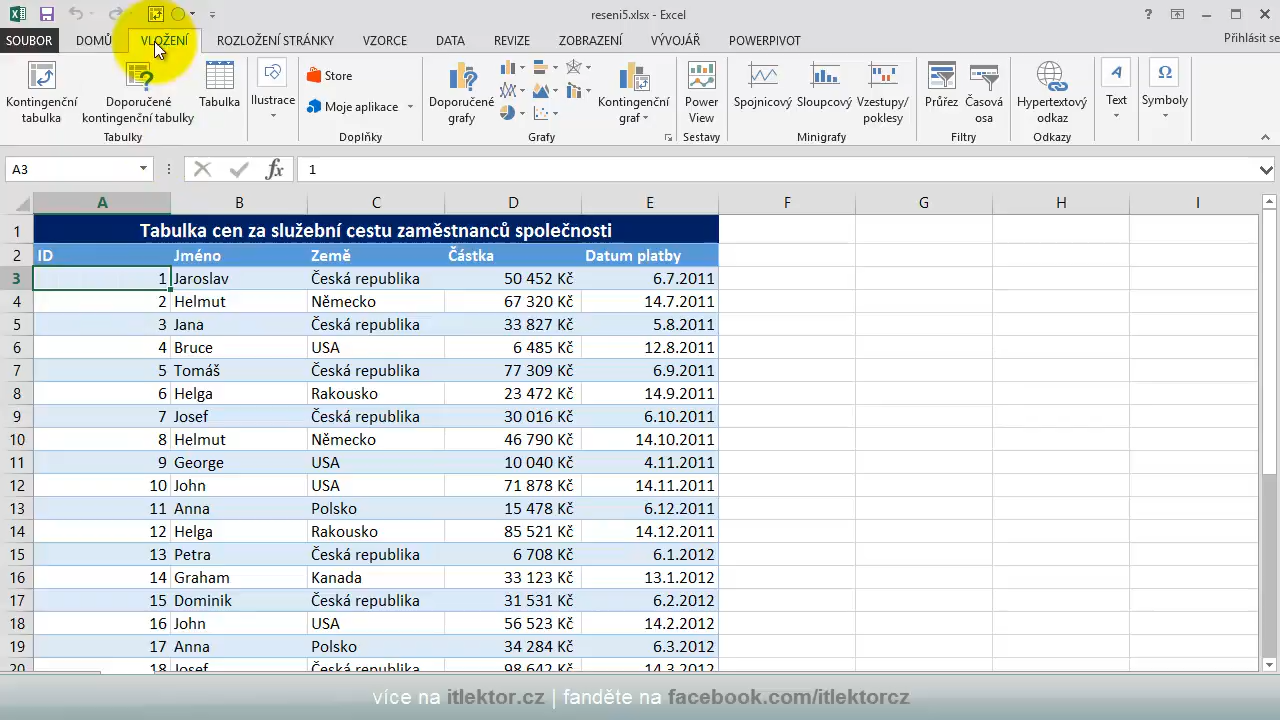 reseni5.xlsx - Excel
?
SOUBOR DOMŮ VLOŽENÍ ROZLOŽENÍ STRÁNKY VZORCE DATA REVIZE ZOBRAZENÍ VÝVOJÁŘ POWERPIVOT
Přihlásit se
Kontingenční tabulka
Doporučené kontingenční tabulky
Tabulka
Tabulky
Ilustrace
Store
Moje aplikace
Doplňky
Doporučené grafy
Kontingenční graf
Grafy
Power View
Sestavy
Spojnicový
Sloupcový
Vzestupy/ poklesy
Minigrafy
Průřez
Časová osa
Filtry
Hypertextový odkaz
Odkazy
Text
Symboly
A3 fx 1
A B C D E F G H I
1 Tabulka cen za služební cestu zaměstnanců společnosti
2 ID Jméno Země Částka Datum platby
3 1 Jaroslav Česká republika 50 452 Kč 6.7.2011
4 2 Helmut Německo 67 320 Kč 14.7.2011
5 3 Jana Česká republika 33 827 Kč 5.8.2011
6 4 Bruce USA 6 485 Kč 12.8.2011
7 5 Tomáš Česká republika 77 309 Kč 6.9.2011
8 6 Helga Rakousko 23 472 Kč 14.9.2011
9 7 Josef Česká republika 30 016 Kč 6.10.2011
10 8 Helmut Německo 46 790 Kč 14.10.2011
11 9 George USA 10 040 Kč 4.11.2011
12 10 John USA 71 878 Kč 14.11.2011
13 11 Anna Polsko 15 478 Kč 6.12.2011
14 12 Helga Rakousko 85 521 Kč 14.12.2011
15 13 Petra Česká republika 6 708 Kč 6.1.2012
16 14 Graham Kanada 33 123 Kč 13.1.2012
17 15 Dominik Česká republika 31 531 Kč 6.2.2012
18 16 John USA 56 523 Kč 14.2.2012
19 17 Anna Polsko 34 284 Kč 6.3.2012
20 18 Josef Česká republika 98 642 Kč 14.3.2012
více na itlektor.cz | fanděte na facebook.com/itlektorcz